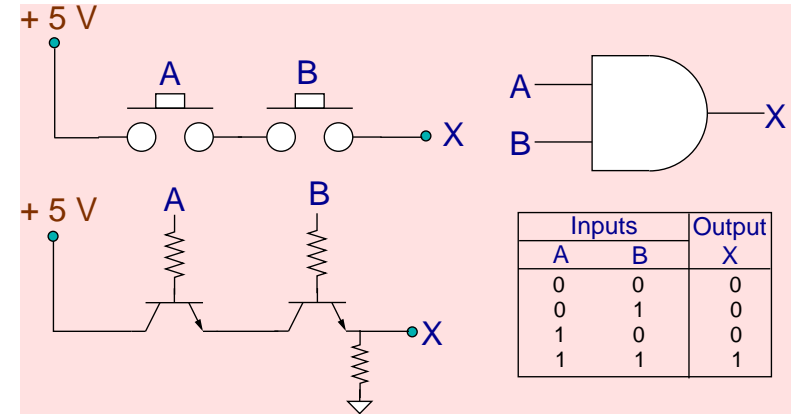 + 5 V
A B
X
A
B
X
+ 5 V
A B
X
Inputs Output
A B X
0 0 0
0 1 0
1 0 0
1 1 1